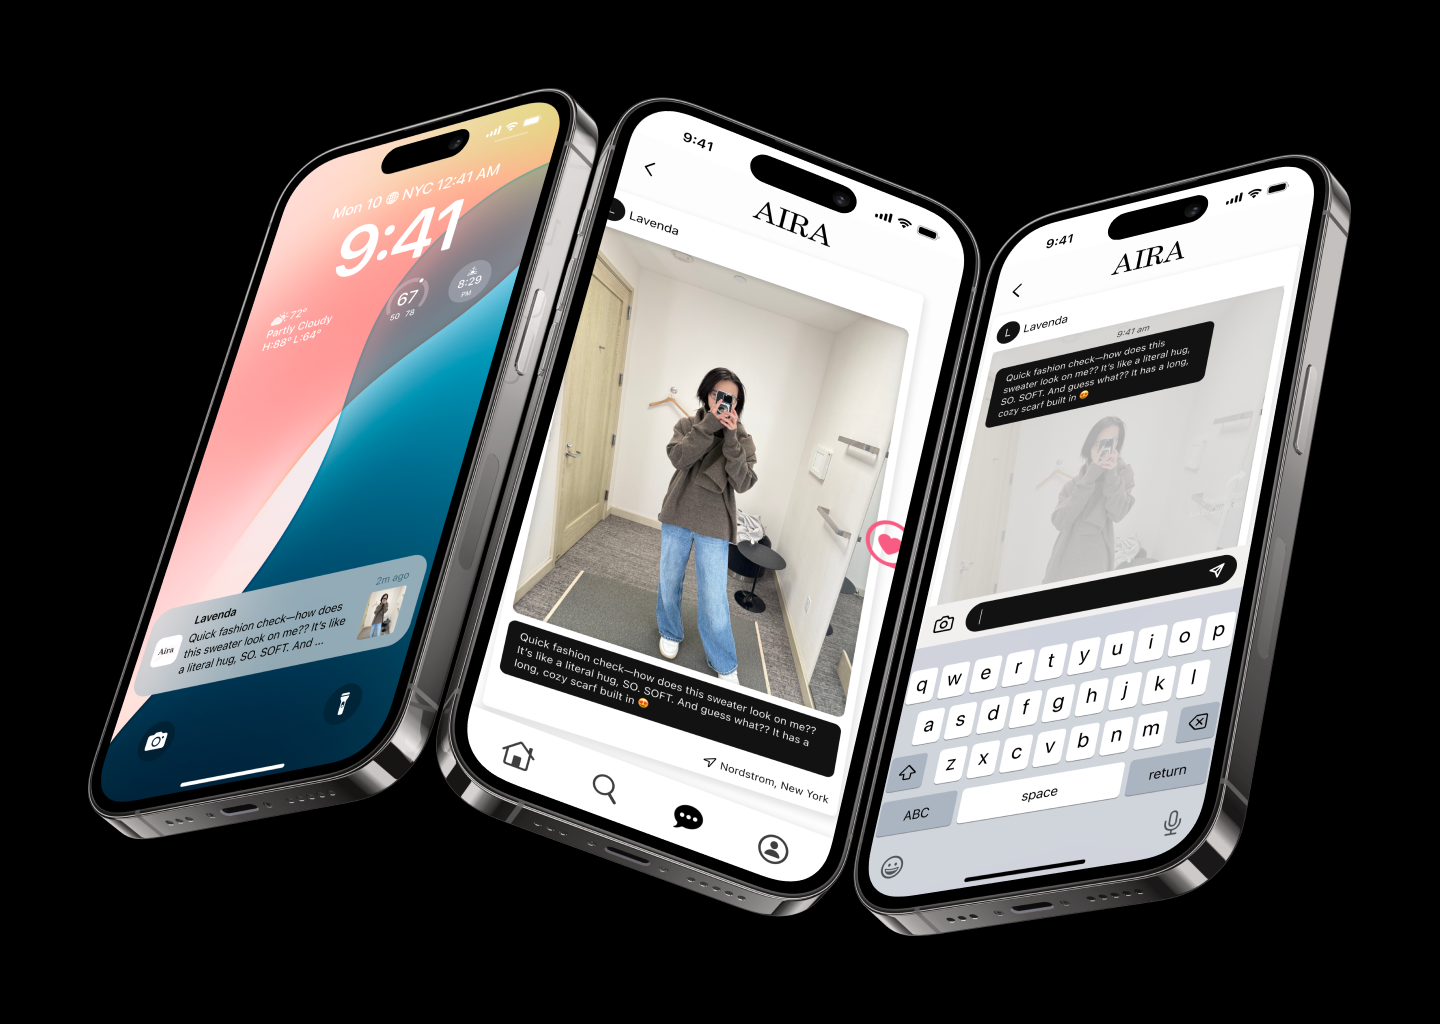 Mon 10 NYC 12:41 AM
9:41
72°
Partly Cloudy
H:88° L:64°
67
50 78
8:29
PM
2m ago
Lavenda
Aira
Quick fashion check—how does
this sweater look on me?? It's like
a literal hug, SO. SOFT. And ...
9:41
AIRA
L
Lavenda
Quick fashion check—how does this sweater look on me??
It's like a literal hug, SO. SOFT. And guess what?? It has a
long, cozy scarf built in 😍
Nordstrom, New York
9:41
AIRA
L
Lavenda
9:41 am
Quick fashion check—how does this
sweater look on me?? It's like a literal hug,
SO. SOFT. And guess what?? It has a long,
cozy scarf built in 😍
q w e r t y u i o p
a s d f g h j k l
z x c v b n m
ABC
space
return